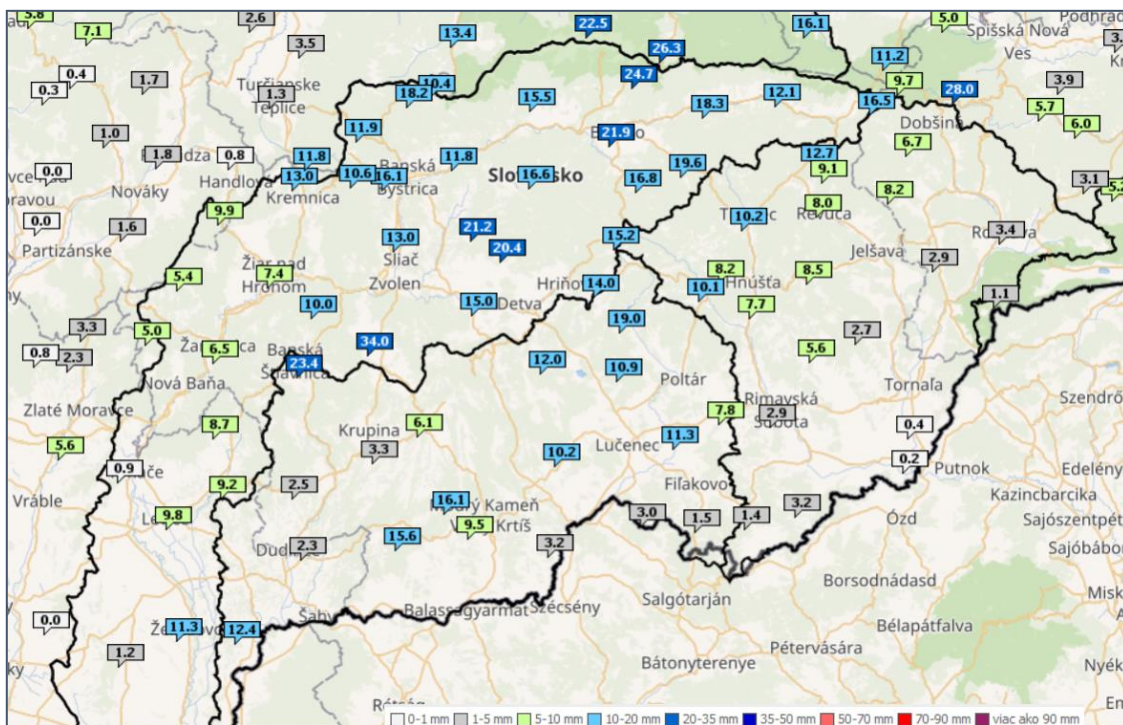 5.8
2.6
22.5
16.1
5.0
Podhrad
7.1
13.4
Spišská Nová
Ves
3.5
26.3
11.2
0.4
1.7
Turčianske
Teplice
10.4
24.7
9.7
3.9
0.3
1.3
18.2
15.5
18.3
12.1
16.5
28.0
5.7
Dobšiná
6.0
1.0
11.9
21.9
6.7
1.8
0.8
11.8
11.8
19.6
12.7
0.0
Handlová
13.0
10.6
16.1
Banská
Bystrica
16.6
16.8
9.1
3.1
Nováky
Kremnica
8.2
0.0
1.6
9.9
21.2
10.2
8.0
Partizánske
13.0
20.4
15.2
3.4
Sliač
Jelšava
2.9
5.4
Žiar nad
Hronom
7.4
Zvolen
14.0
8.2
Hnúšťa
8.5
10.0
15.0
Detva
10.1
1.1
7.7
3.3
5.0
19.0
2.7
0.8
2.3
6.5
Banská
34.0
5.6
23.4
12.0
10.9
Nová Baňa
Poltár
Tornaľa
Szendrő
Zlaté Moravce
7.8
Rimavská
2.9
8.7
6.1
0.4
5.6
Krupina
3.3
Lučenec
11.3
0.9
10.2
0.2
Putnok
Edelény
9.2
2.5
Fiľakovo
Vráble
16.1
Kameň
3.0
1.5
1.4
3.2
Kazincbarcika
9.8
9.5
Krtíš
Ózd
Sajószentpét
15.6
2.3
3.2
Sajóbábon
Borsodnádasd
Salgótarján
0.0
Balassagyarmat
Szécsény
11.3
12.4
Šahy
Bélapátfalva
1.2
Pétervására
Bátonyterenye
Rétság
0-1 mm 1-5 mm 5-10 mm 10-20 mm 20-35 mm 35-50 mm 50-70 mm 70-90 mm viac ako 90 mm